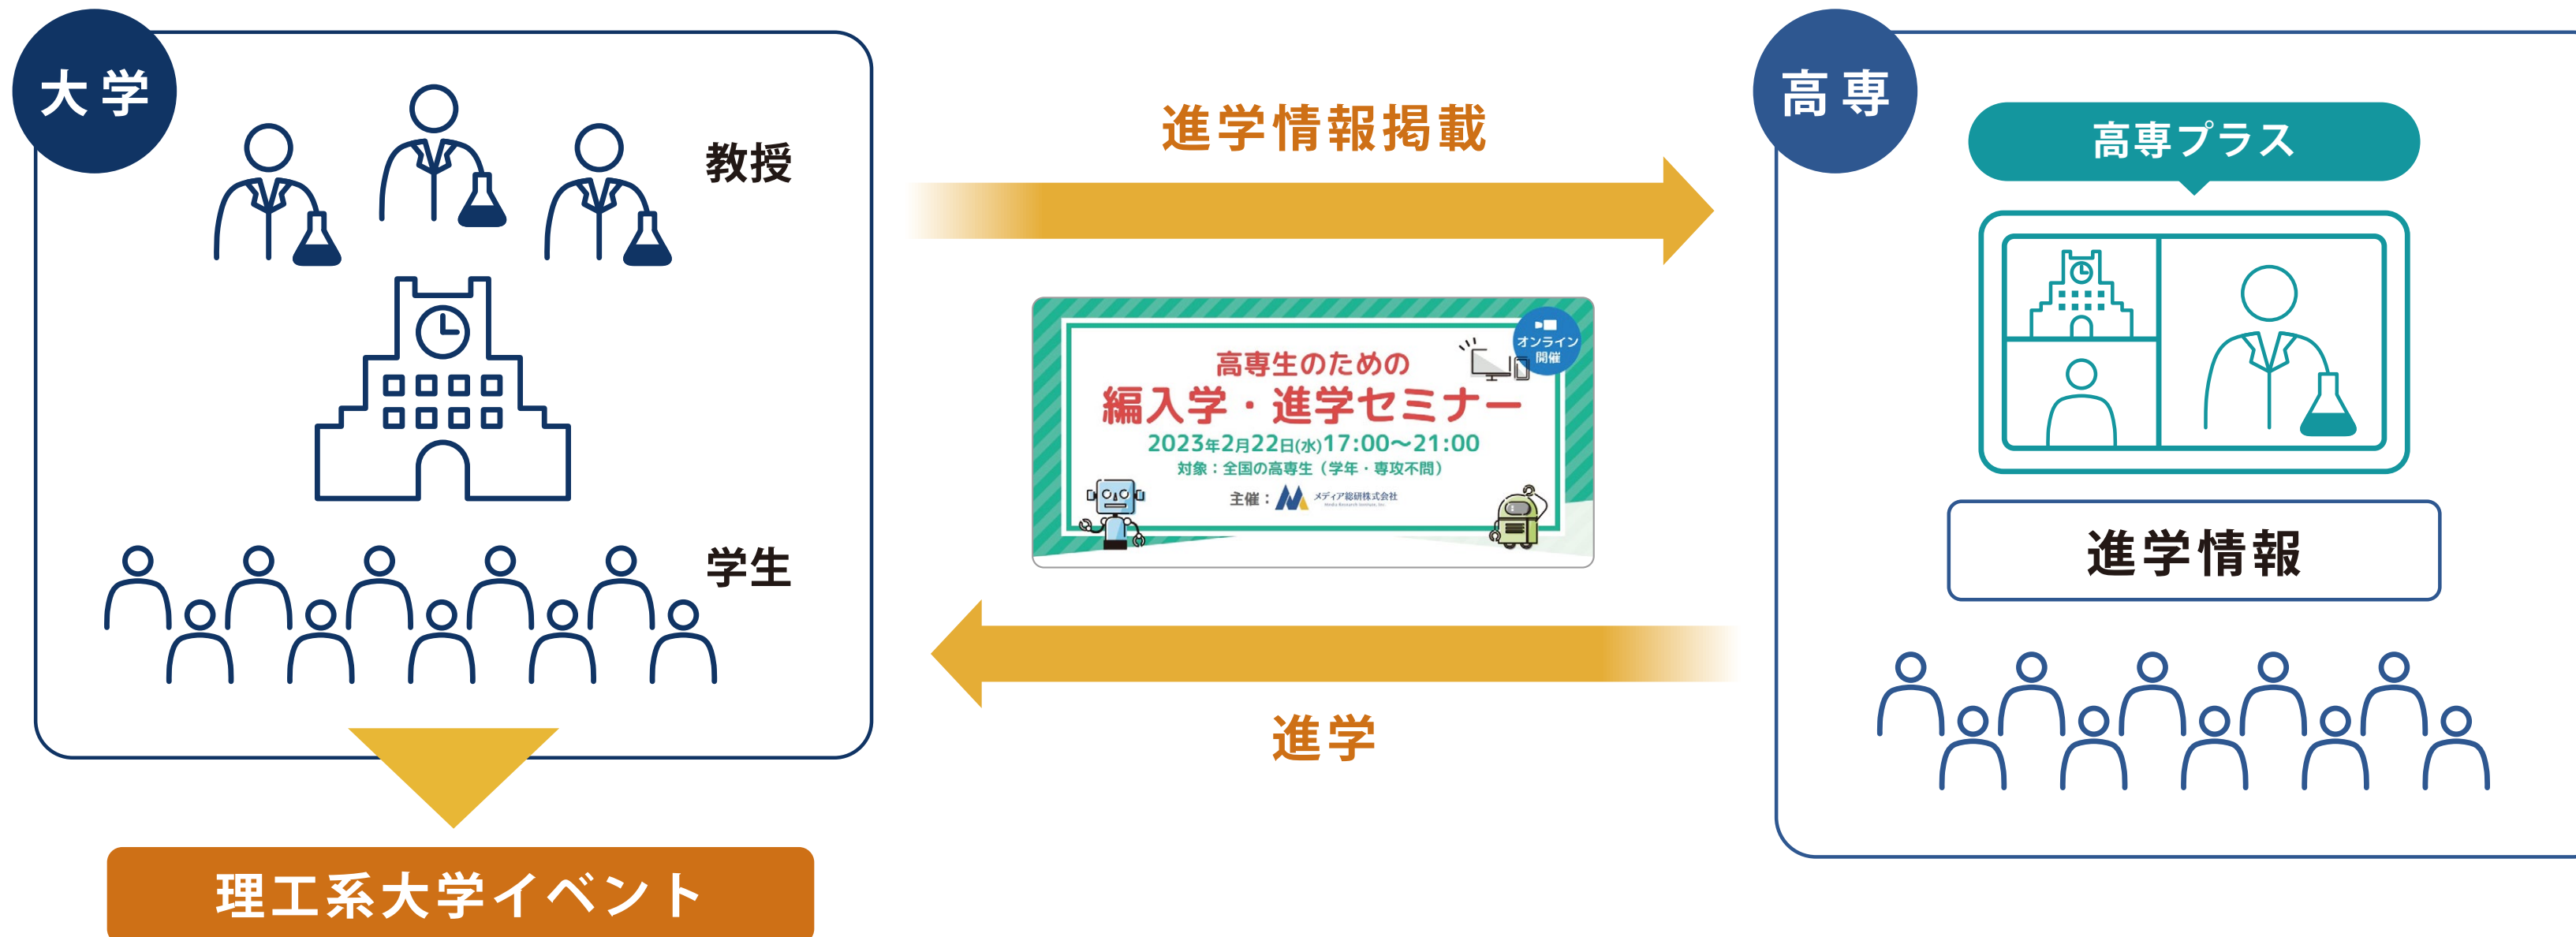 大学
教授
学生
理工系大学イベント
進学情報掲載
オンライン
開催
高専生のための
編入学・進学セミナー
2023年2月22日(水)17:00〜21:00
対象：全国の高専生（学年・専攻不問）
主催：メディア総研株式会社
進学
高専
高専プラス
進学情報